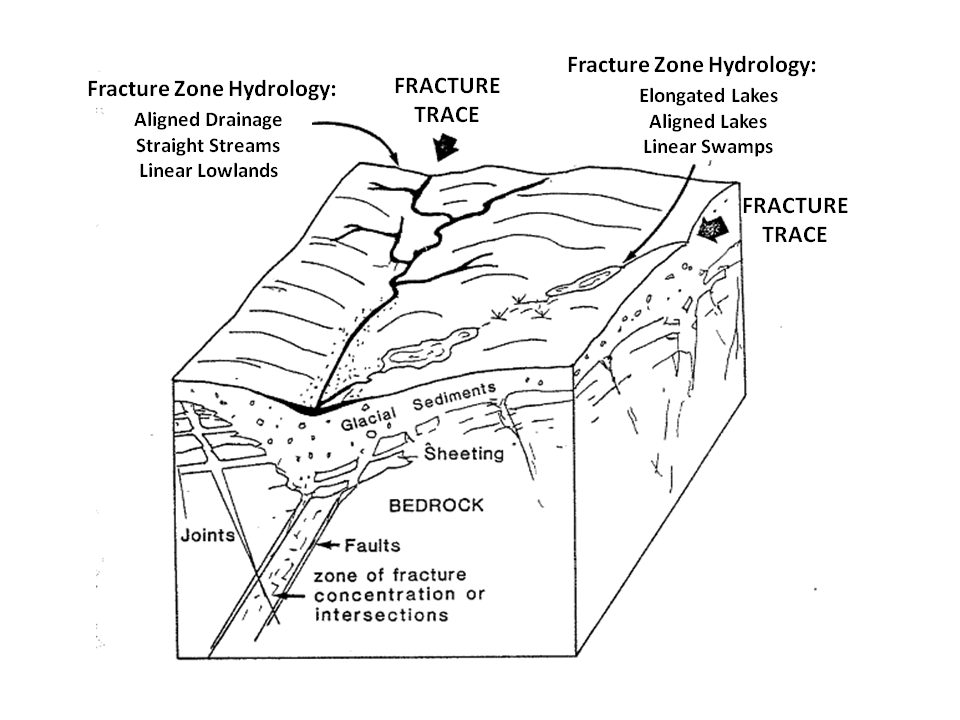 Fracture Zone Hydrology:
Aligned Drainage
Straight Streams
Linear Lowlands
FRACTURE
TRACE
Fracture Zone Hydrology:
Elongated Lakes
Aligned Lakes
Linear Swamps
FRACTURE
TRACE
Glacial Sediments
Sheeting
BEDROCK
Joints
Faults
zone of fracture
concentration or
intersections